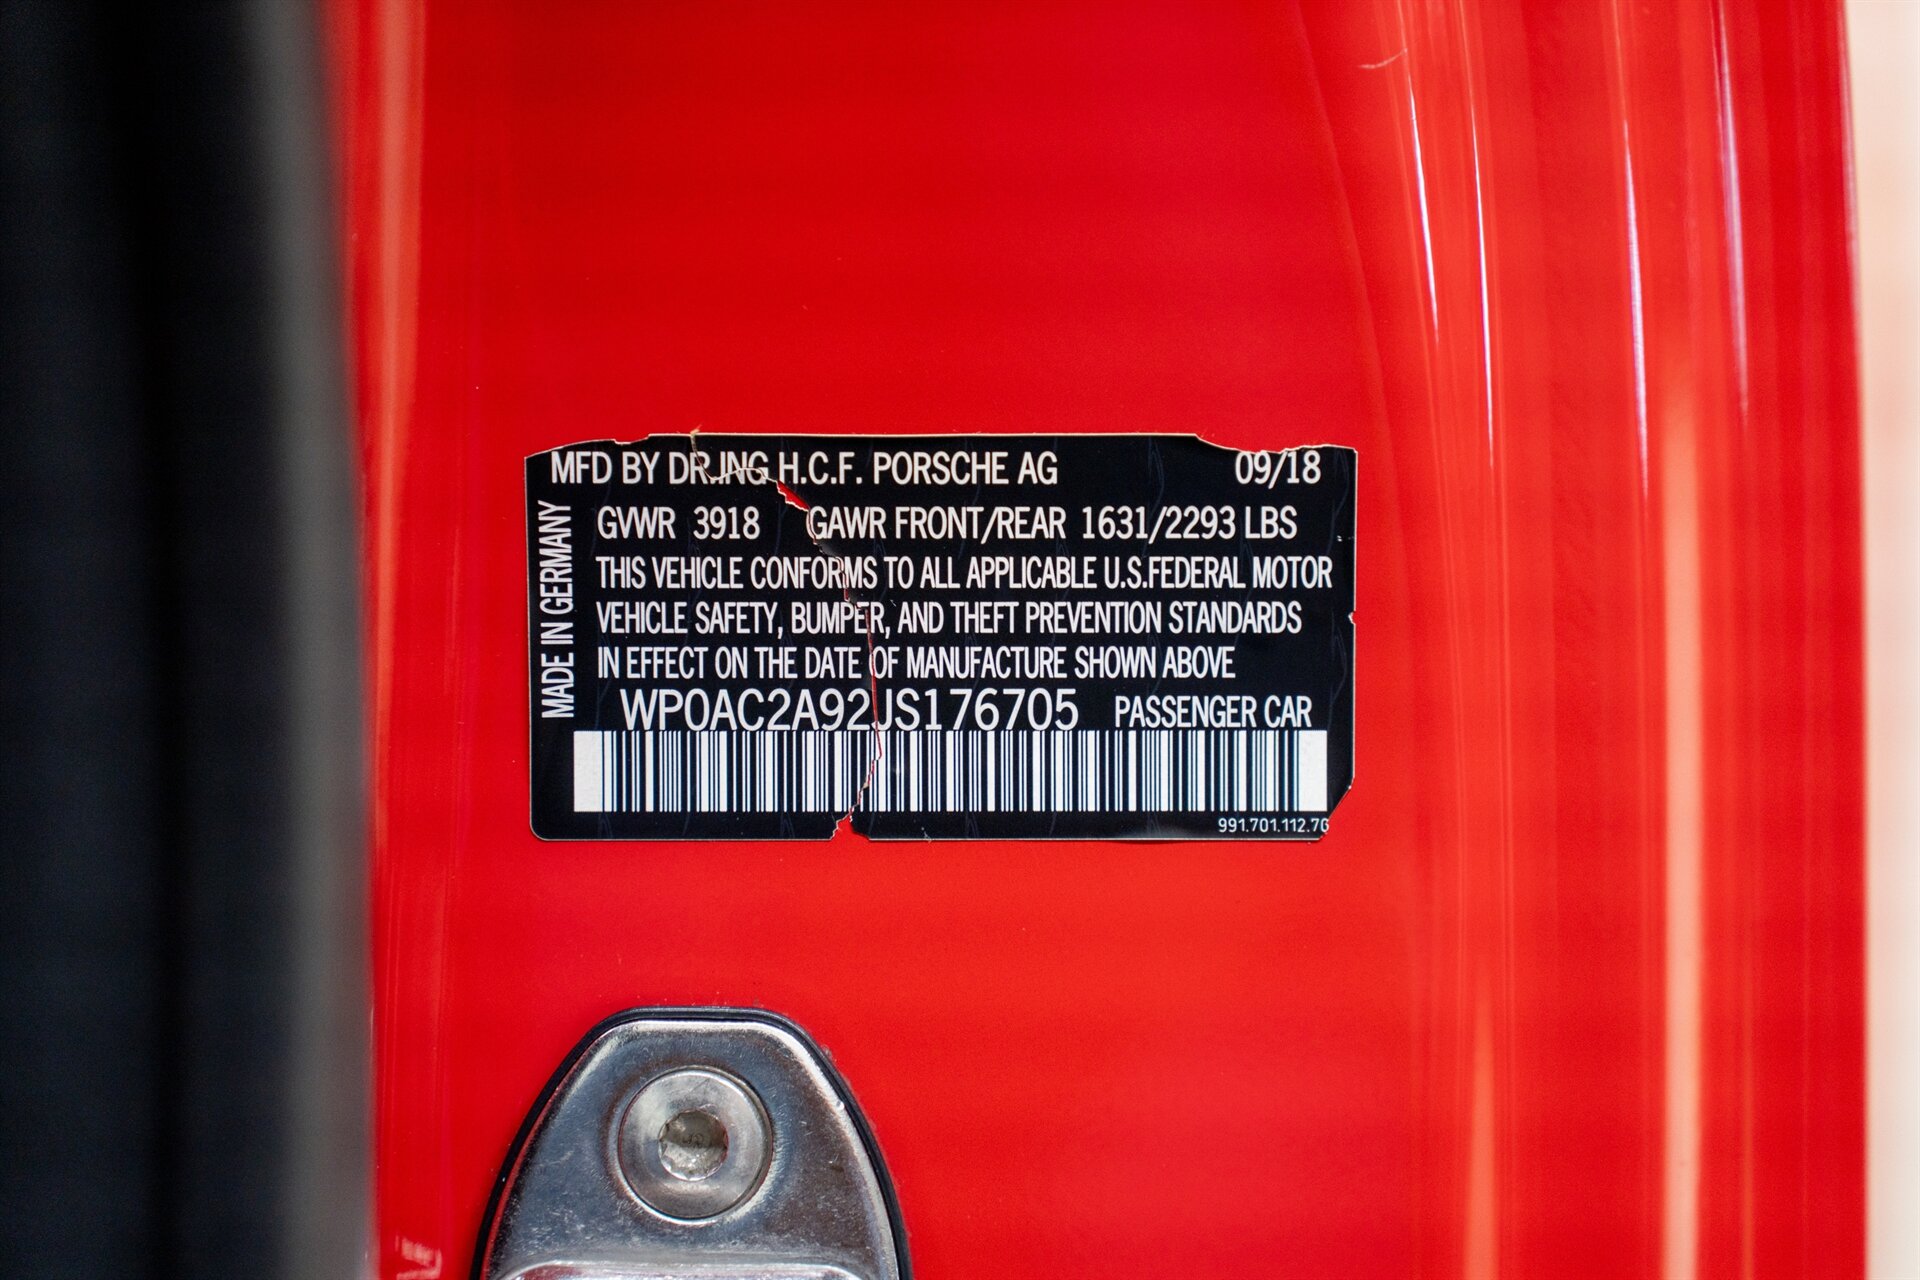 MFD BY DR.ING H.C.F. PORSCHE AG 09/18
GVWR 3918 GAWR FRONT/REAR 1631/2293 LBS
THIS VEHICLE CONFORMS TO ALL APPLICABLE U.S.FEDERAL MOTOR
VEHICLE SAFETY, BUMPER, AND THEFT PREVENTION STANDARDS
IN EFFECT ON THE DATE OF MANUFACTURE SHOWN ABOVE
WP0AC2A92JS176705 PASSENGER CAR
MADE IN GERMANY
991.701.112.70